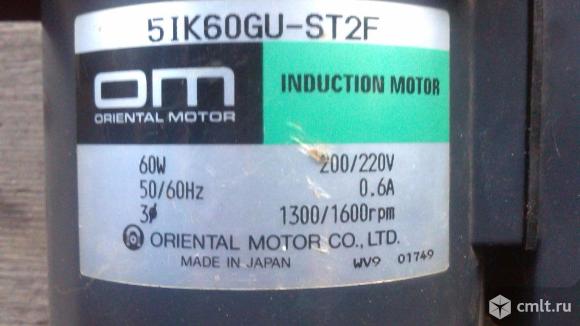 5IK60GU-ST2F
om
ORIENTAL MOTOR
INDUCTION MOTOR
60W 200/220V
50/60Hz 0.6A
3ø 1300/1600rpm
ORIENTAL MOTOR CO., LTD.
MADE IN JAPAN WV9 01749
cmlt.ru